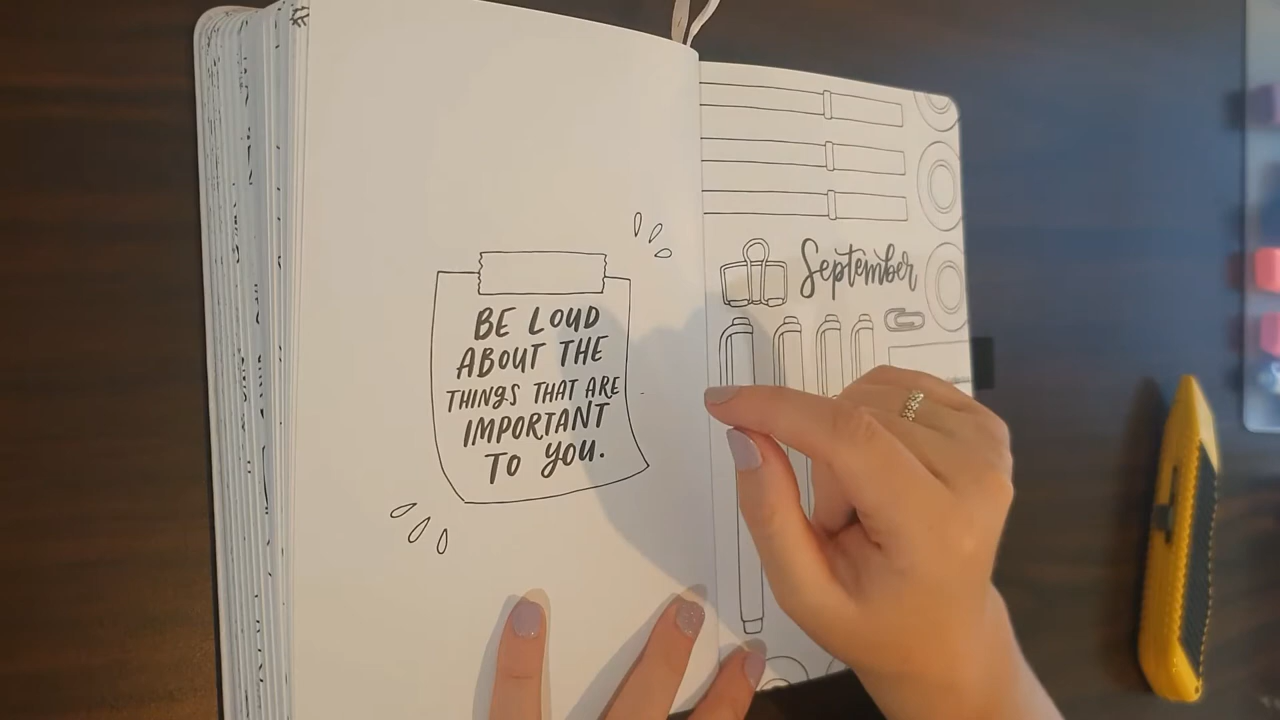 BE LOUD
ABOUT THE
THINGS THAT ARE
IMPORTANT
TO YOU.
September